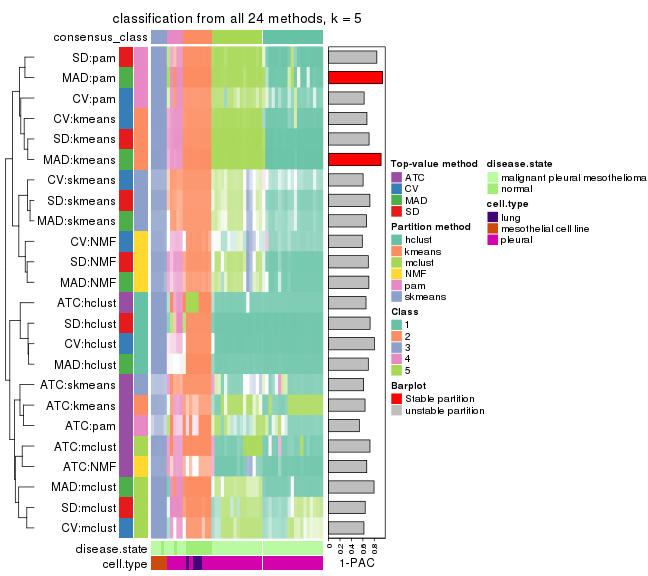 classification from all 24 methods, k = 5
consensus_class
SD:pam
MAD:pam
CV:pam
CV:kmeans
SD:kmeans
MAD:kmeans
CV:skmeans
SD:skmeans
MAD:skmeans
CV:NMF
SD:NMF
MAD:NMF
ATC:hclust
SD:hclust
CV:hclust
MAD:hclust
ATC:skmeans
ATC:kmeans
ATC:pam
ATC:mclust
ATC:NMF
MAD:mclust
SD:mclust
CV:mclust
disease.state
cell.type
0 0.2 0.4 0.6 0.8
1-PAC
Top-value method
ATC
CV
MAD
SD
Partition method
hclust
kmeans
mclust
NMF
pam
skmeans
Class
1
2
3
4
5
Barplot
Stable partition
unstable partition
disease.state
malignant pleural mesothelioma
normal
cell.type
lung
mesothelial cell line
pleural